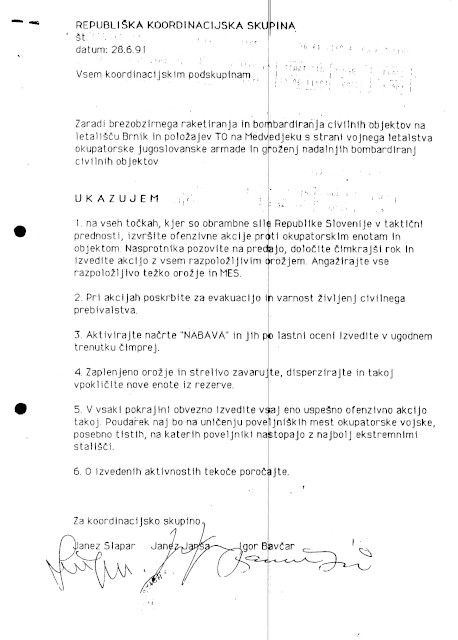 REPUBLIŠKA KOORDINACIJSKA SKUPINA
št
datum: 28.6.91
Vsem koordinacijskim podskupinam
Zaradi brezobzirnega raketiranja in bombardiranja civilnih objektov na
letališču Brnik in položajev TO na Medvedjeku s strani vojnega letalstva
okupatorske jugoslovanske armade in groženj nadaljnjih bombardiranj
civilnih objektov
U K A Z U J E M
1. na vseh točkah, kjer so obrambne sile Republike Slovenije v taktični
prednosti, izvršite ofenzivne akcije proti okupatorskim enotam in
objektom. Nasprotnika pozovite na predajo, določite čimkrajši rok in
izvedite akcijo z vsem razpoložljivim orožjem. Angažirajte vse
razpoložljivo težko orožje in MES.
2. Pri akcijah poskrbite za evakuacijo in varnost življenj civilnega
prebivalstva.
3. Aktivirajte načrte "NABAVA" in jih po lastni oceni izvedite v ugodnem
trenutku čimprej.
4. Zaplenjeno orožje in strelivo zavarujte, disperzirajte in takoj
vpokličite nove enote iz rezerve.
5. V vsaki pokrajini obvezno izvedite vsaj eno uspešno ofenzivno akcijo
takoj. Poudarek naj bo na uničenju poveljniških mest okupatorske vojske,
posebno tistih, na katerih poveljniki nastopajo z najbolj ekstremnimi
stališči.
6. O izvedenih aktivnostih tekoče poročajte.
Za koordinacijsko skupino,
Janez Slapar Janez Janša Igor Bavčar